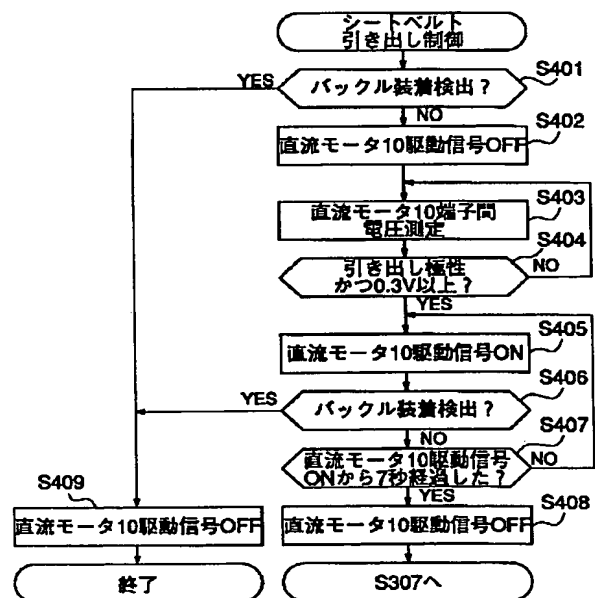 シートベルト
引き出し制御
S401
YES
バックル装着検出？
NO
S402
直流モータ10駆動信号OFF
S403
直流モータ10端子間
電圧測定
S404
引き出し極性
かつ0.3V以上？
NO
YES
S405
直流モータ10駆動信号ON
S406
YES
バックル装着検出？
NO
S407
直流モータ10駆動信号
ONから7秒経過した？
NO
YES
S409
直流モータ10駆動信号OFF
S408
直流モータ10駆動信号OFF
終了
S307へ